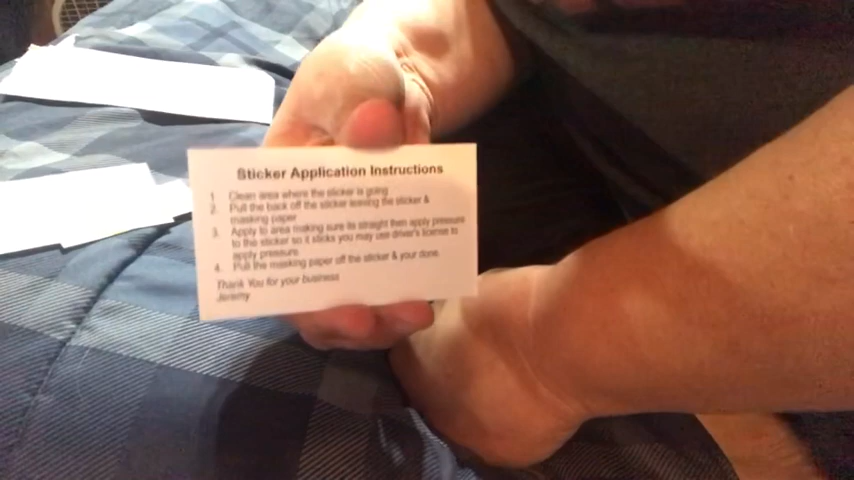 Sticker Application Instructions
1. Clean area where the sticker is going
2. Pull the back off the sticker leaving the sticker &
masking paper
3. Apply to area making sure its straight then apply pressure
to the sticker so it sticks you may use driver's license to
apply pressure.
4. Pull the masking paper off the sticker & your done.
Thank You for your business
Jeremy